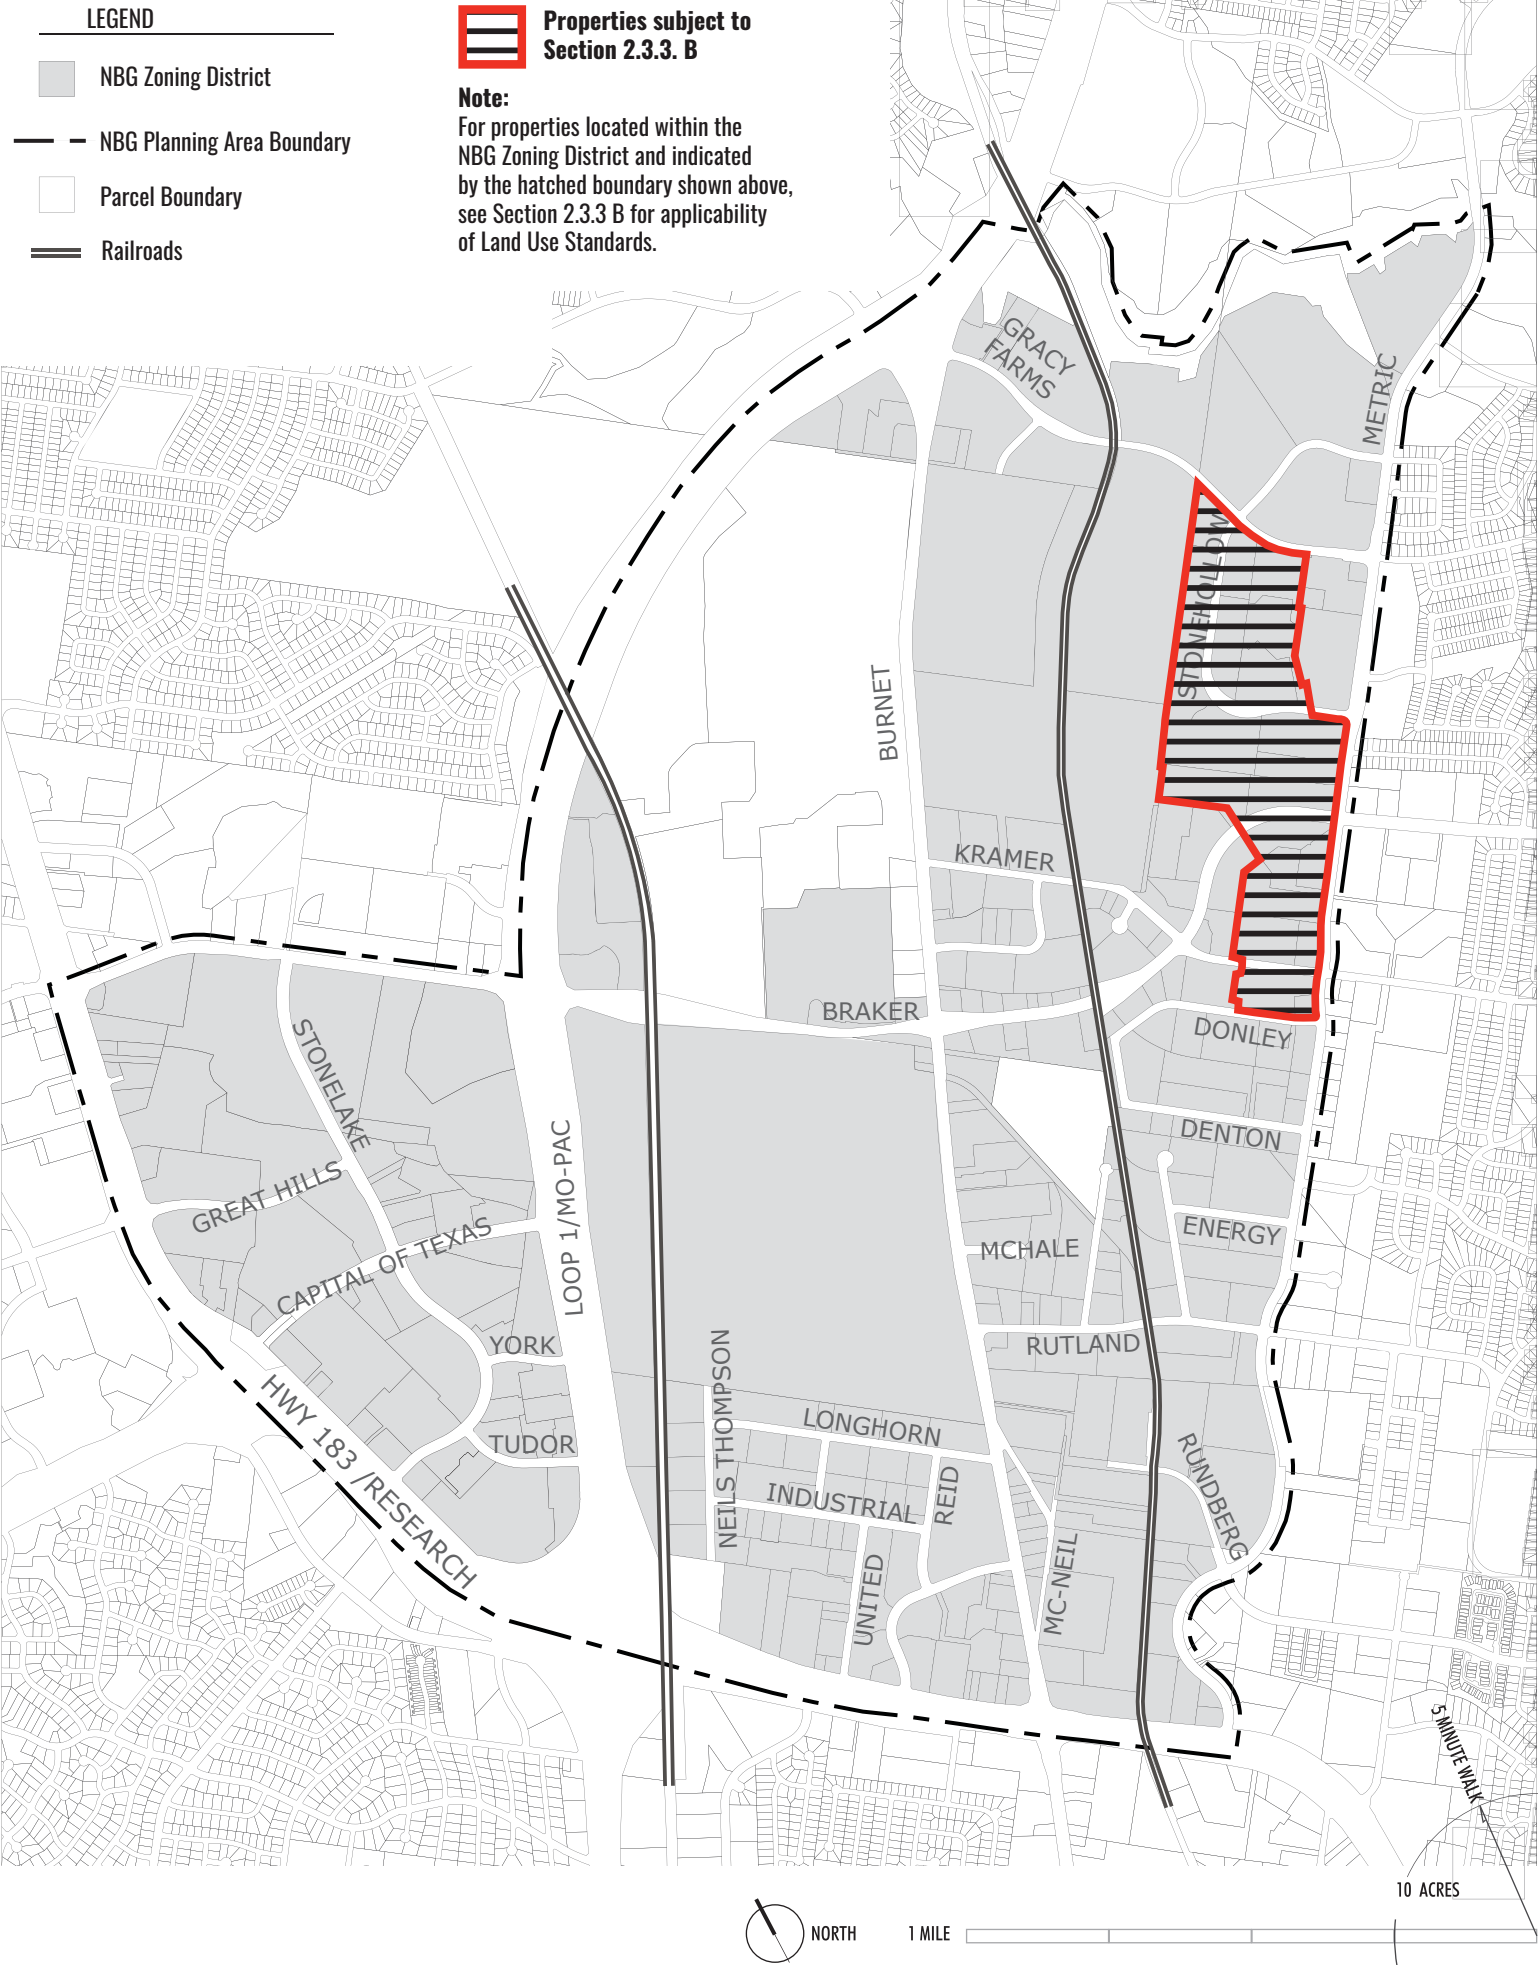 LEGEND
NBG Zoning District
NBG Planning Area Boundary
Parcel Boundary
Railroads
Properties subject to
Section 2.3.3. B
Note:
For properties located within the
NBG Zoning District and indicated
by the hatched boundary shown above,
see Section 2.3.3 B for applicability
of Land Use Standards.
GRACY
FARMS
METRIC
STONEHOLLOW
BURNET
KRAMER
BRAKER
DONLEY
STONELAKE
DENTON
GREAT HILLS
LOOP 1/MO-PAC
ENERGY
CAPITAL OF TEXAS
MCHALE
YORK
RUTLAND
NEILS THOMPSON
HWY 183 /RESEARCH
LONGHORN
TUDOR
RUNDBERG
REID
INDUSTRIAL
UNITED
MC-NEIL
5 MINUTE WALK
10 ACRES
NORTH
1 MILE